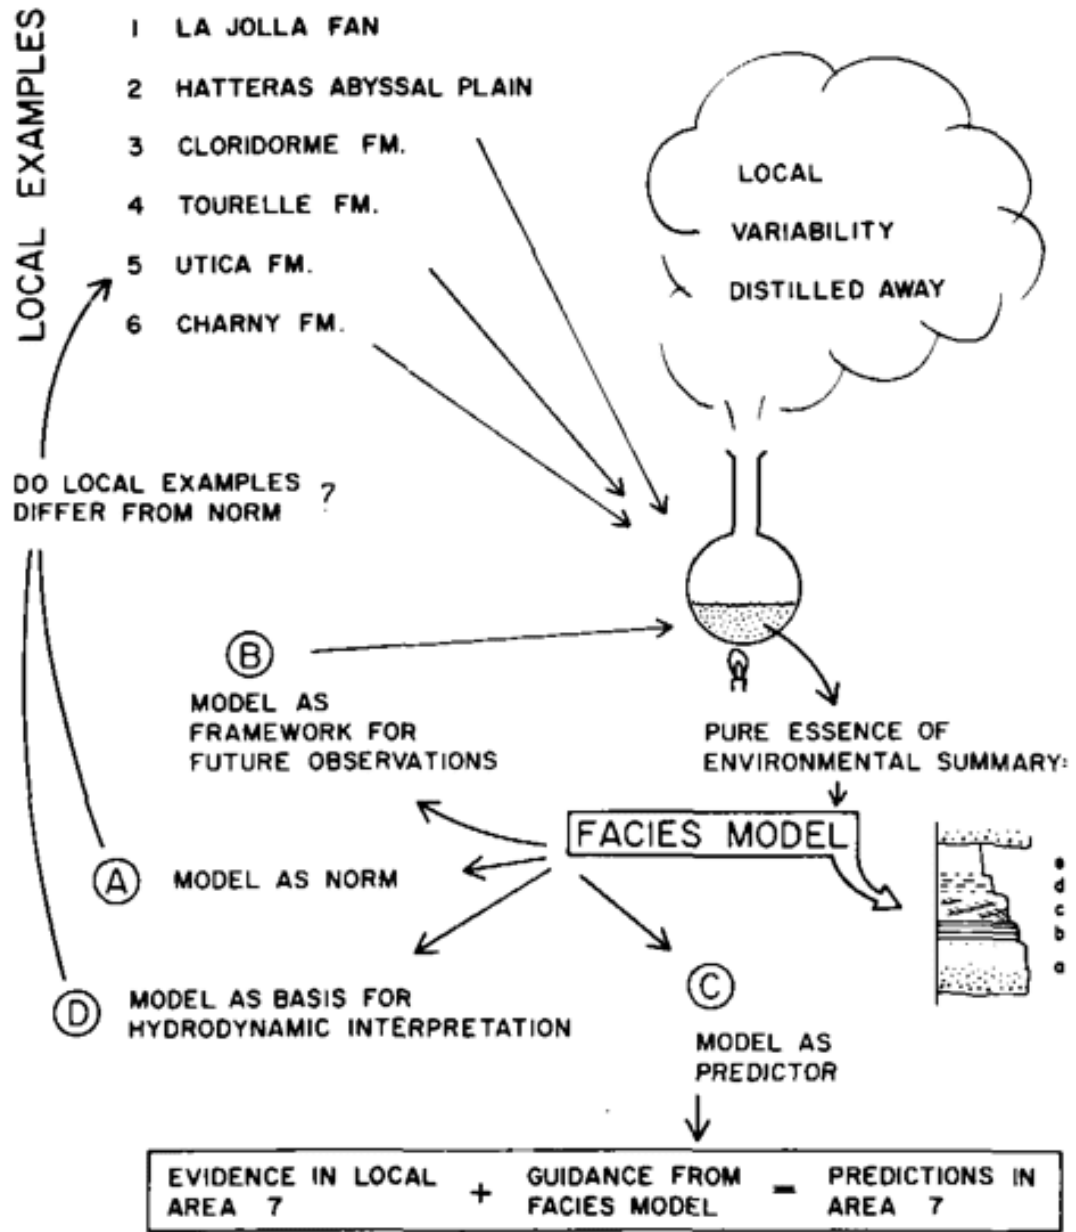 LOCAL EXAMPLES
1 LA JOLLA FAN
2 HATTERAS ABYSSAL PLAIN
3 CLORIDORME FM.
4 TOURELLE FM.
5 UTICA FM.
6 CHARNY FM.
LOCAL
VARIABILITY
DISTILLED AWAY
DO LOCAL EXAMPLES
DIFFER FROM NORM ?
B
MODEL AS
FRAMEWORK FOR
FUTURE OBSERVATIONS
PURE ESSENCE OF
ENVIRONMENTAL SUMMARY:
FACIES MODEL
e
d
c
b
a
A MODEL AS NORM
D MODEL AS BASIS FOR
HYDRODYNAMIC INTERPRETATION
C
MODEL AS
PREDICTOR
EVIDENCE IN LOCAL
AREA 7
+
GUIDANCE FROM
FACIES MODEL
=
PREDICTIONS IN
AREA 7